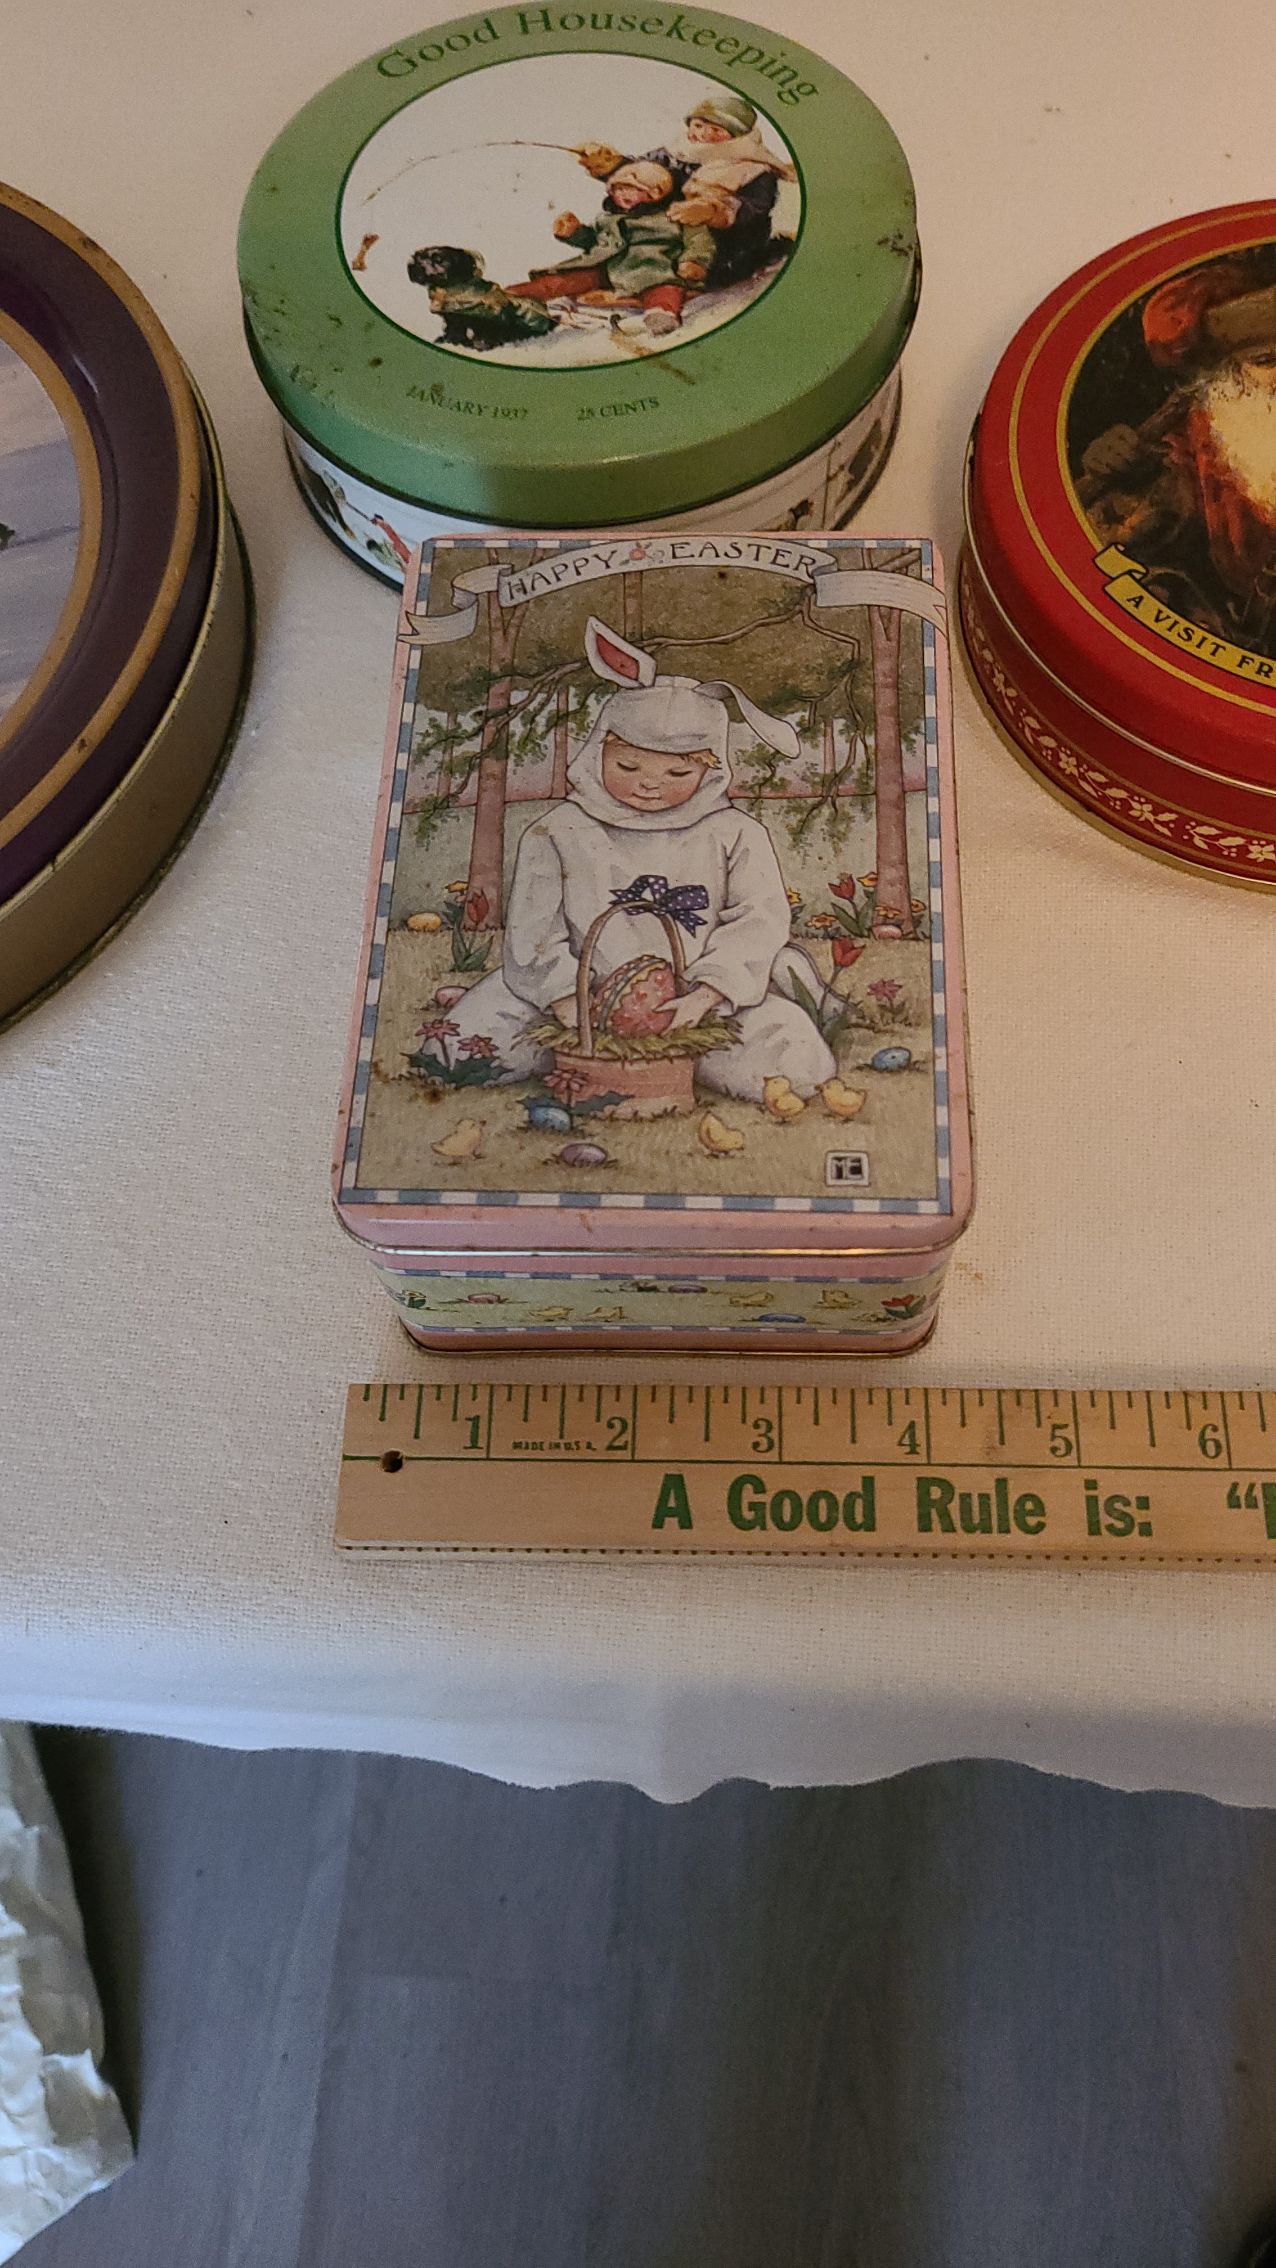 Good Housekeeping
JANUARY 1937 25 CENTS
HAPPY EASTER
A VISIT FR
ME
1 2 3 4 5 6
MADE IN U.S.A.
A Good Rule is: "